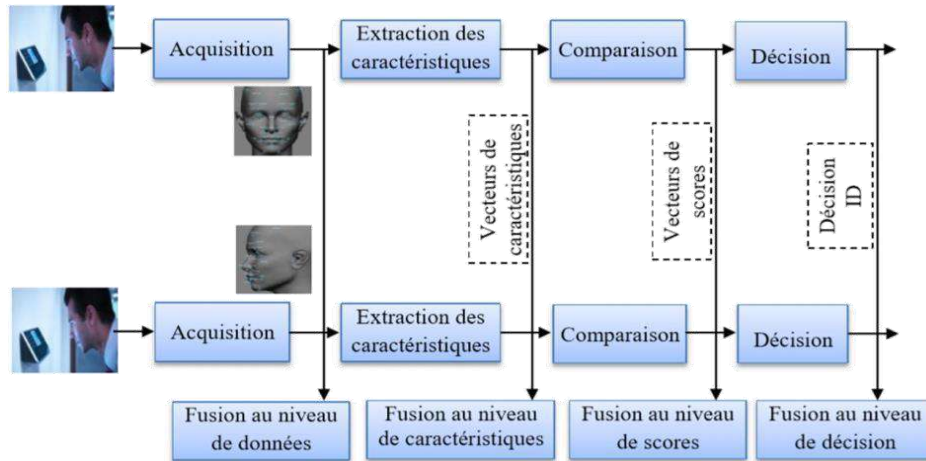 Acquisition
Extraction des
caractéristiques
Comparaison
Décision
Vecteurs de
caractéristiques
Vecteurs de
scores
Décision
ID
Acquisition
Extraction des
caractéristiques
Comparaison
Décision
Fusion au niveau
de données
Fusion au niveau
de caractéristiques
Fusion au niveau
de scores
Fusion au niveau
de décision